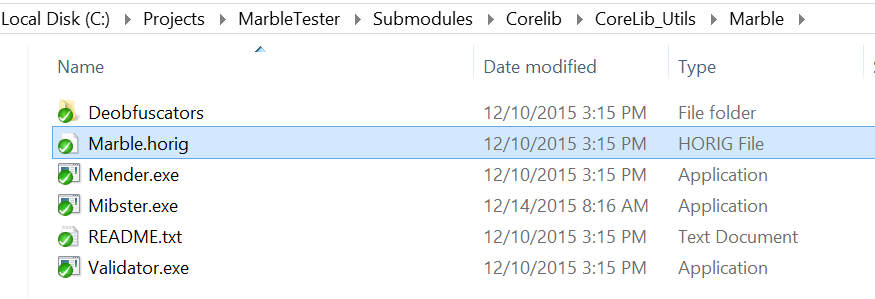 Local Disk (C:) Projects MarbleTester Submodules Corelib CoreLib_Utils Marble
Name Date modified Type
Deobfuscators 12/10/2015 3:15 PM File folder
Marble.horig 12/10/2015 3:15 PM HORIG File
Mender.exe 12/10/2015 3:15 PM Application
Mibster.exe 12/14/2015 8:16 AM Application
README.txt 12/10/2015 3:15 PM Text Document
Validator.exe 12/10/2015 3:15 PM Application